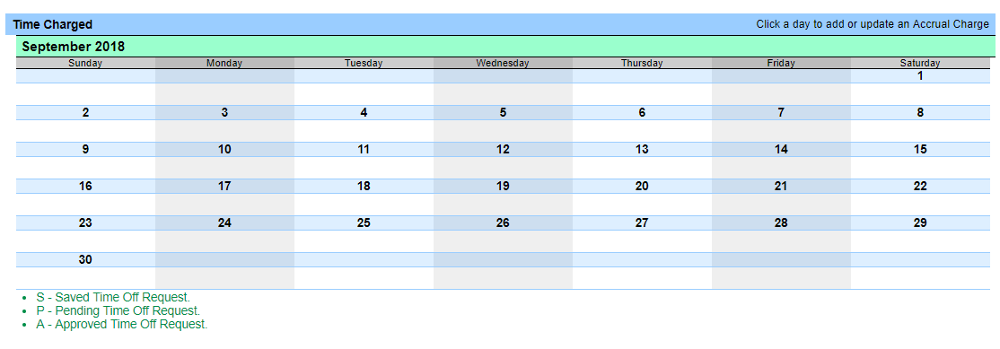 Time Charged Click a day to add or update an Accrual Charge
September 2018
Sunday Monday Tuesday Wednesday Thursday Friday Saturday
1
2 3 4 5 6 7 8
9 10 11 12 13 14 15
16 17 18 19 20 21 22
23 24 25 26 27 28 29
30
• S - Saved Time Off Request.
• P - Pending Time Off Request.
• A - Approved Time Off Request.